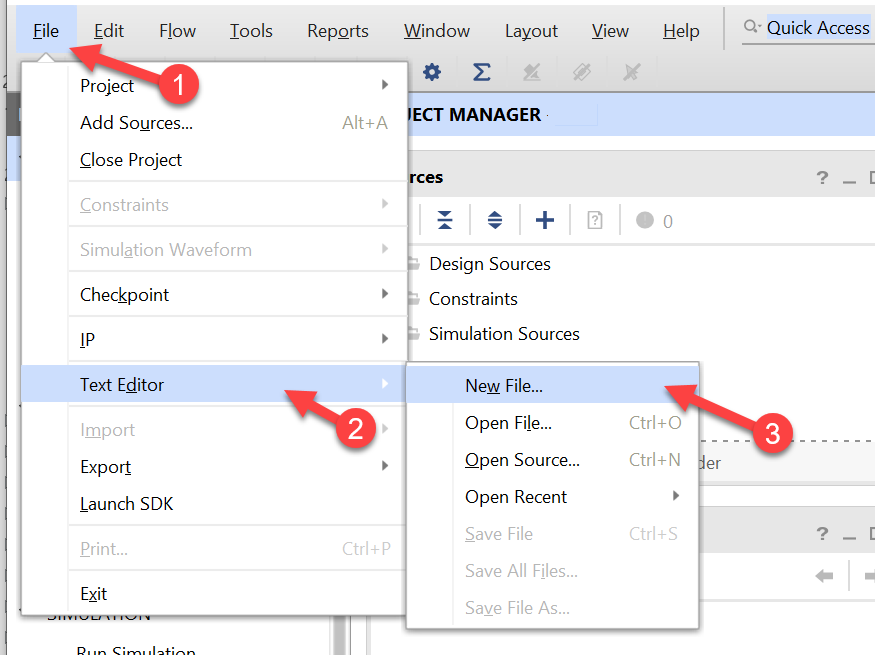 File Edit Flow Tools Reports Window Layout View Help Quick Access
1
Project
Add Sources... Alt+A
JECT MANAGER
Close Project
rces
Constraints
0
Simulation Waveform
Design Sources
Checkpoint
Constraints
IP
Simulation Sources
Text Editor
New File...
2
3
Import
Open File... Ctrl+O
Export
Open Source... Ctrl+N
der
Launch SDK
Open Recent
Print... Ctrl+P
Save File Ctrl+S
Save All Files...
Exit
Save File As...
SIMULATION
Run Simulation